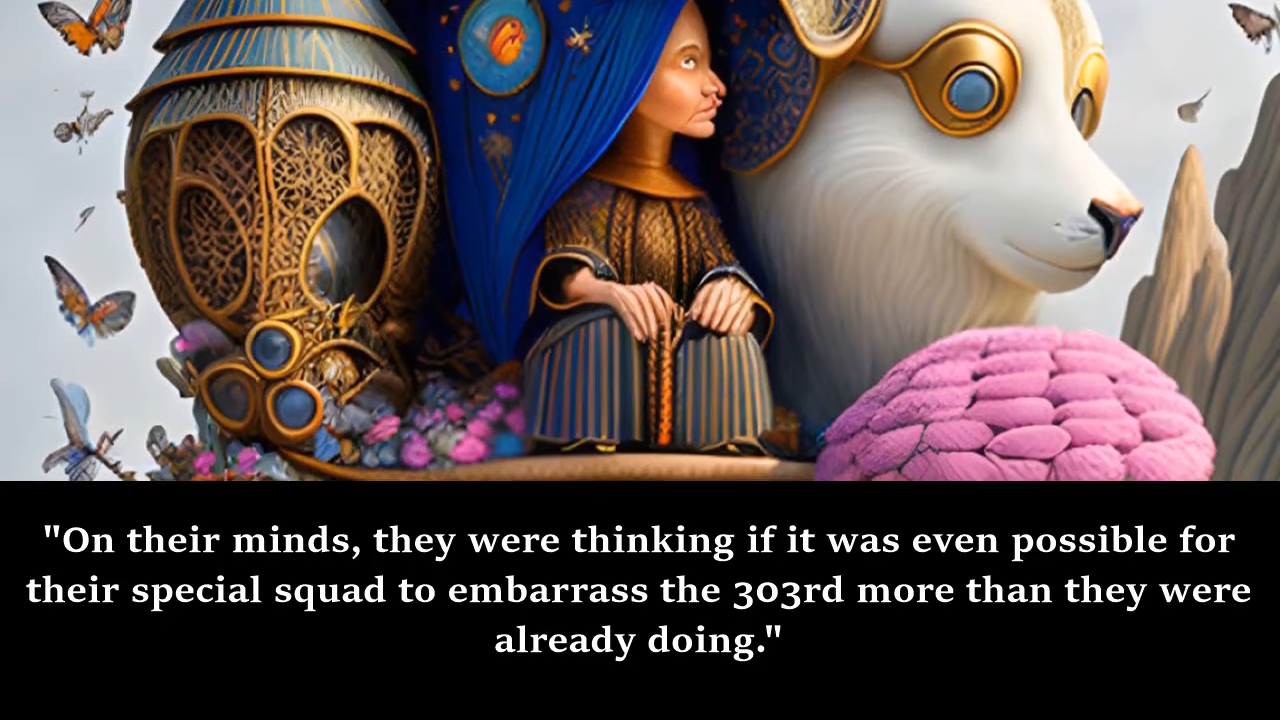 "On their minds, they were thinking if it was even possible for
their special squad to embarrass the 303rd more than they were
already doing."